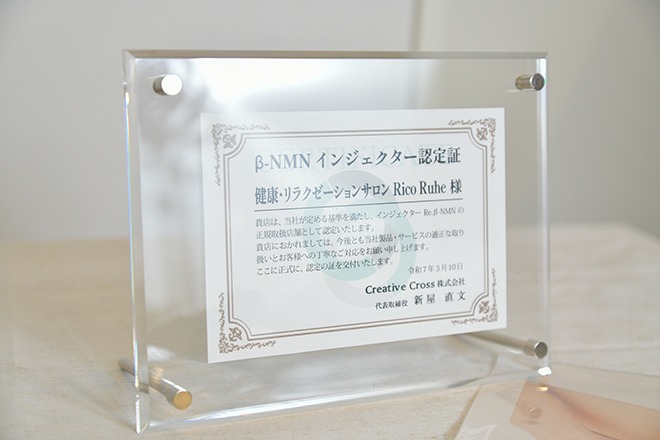 β-NMN インジェクター認定証
健康・リラクゼーションサロン Rico Ruhe 様
貴店は、当社が定める基準を満たし、インジェクター Re.β-NMN の
正規取扱店舗として認定いたします。
貴店におかれましては、今後とも当社製品・サービスの適正な取り
扱いとお客様への丁寧なご対応をお願い申し上げます。
ここに正式に、認定の証を交付いたします。
令和7年3月10日
Creative Cross 株式会社
代表取締役 新屋 直文